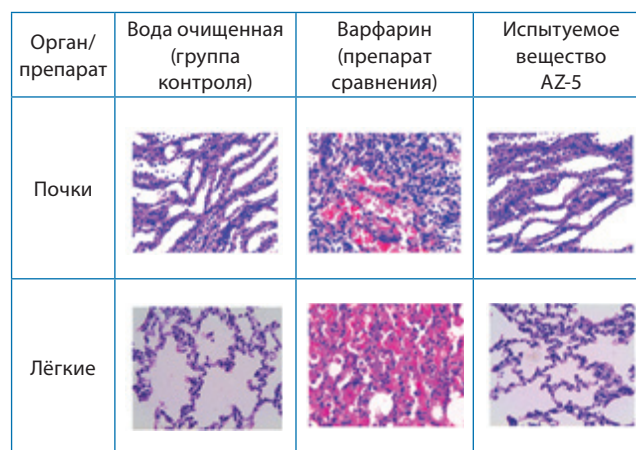 Орган/
препарат
Вода очищенная
(группа
контроля)
Варфарин
(препарат
сравнения)
Испытуемое
вещество
AZ-5
Почки
Лёгкие